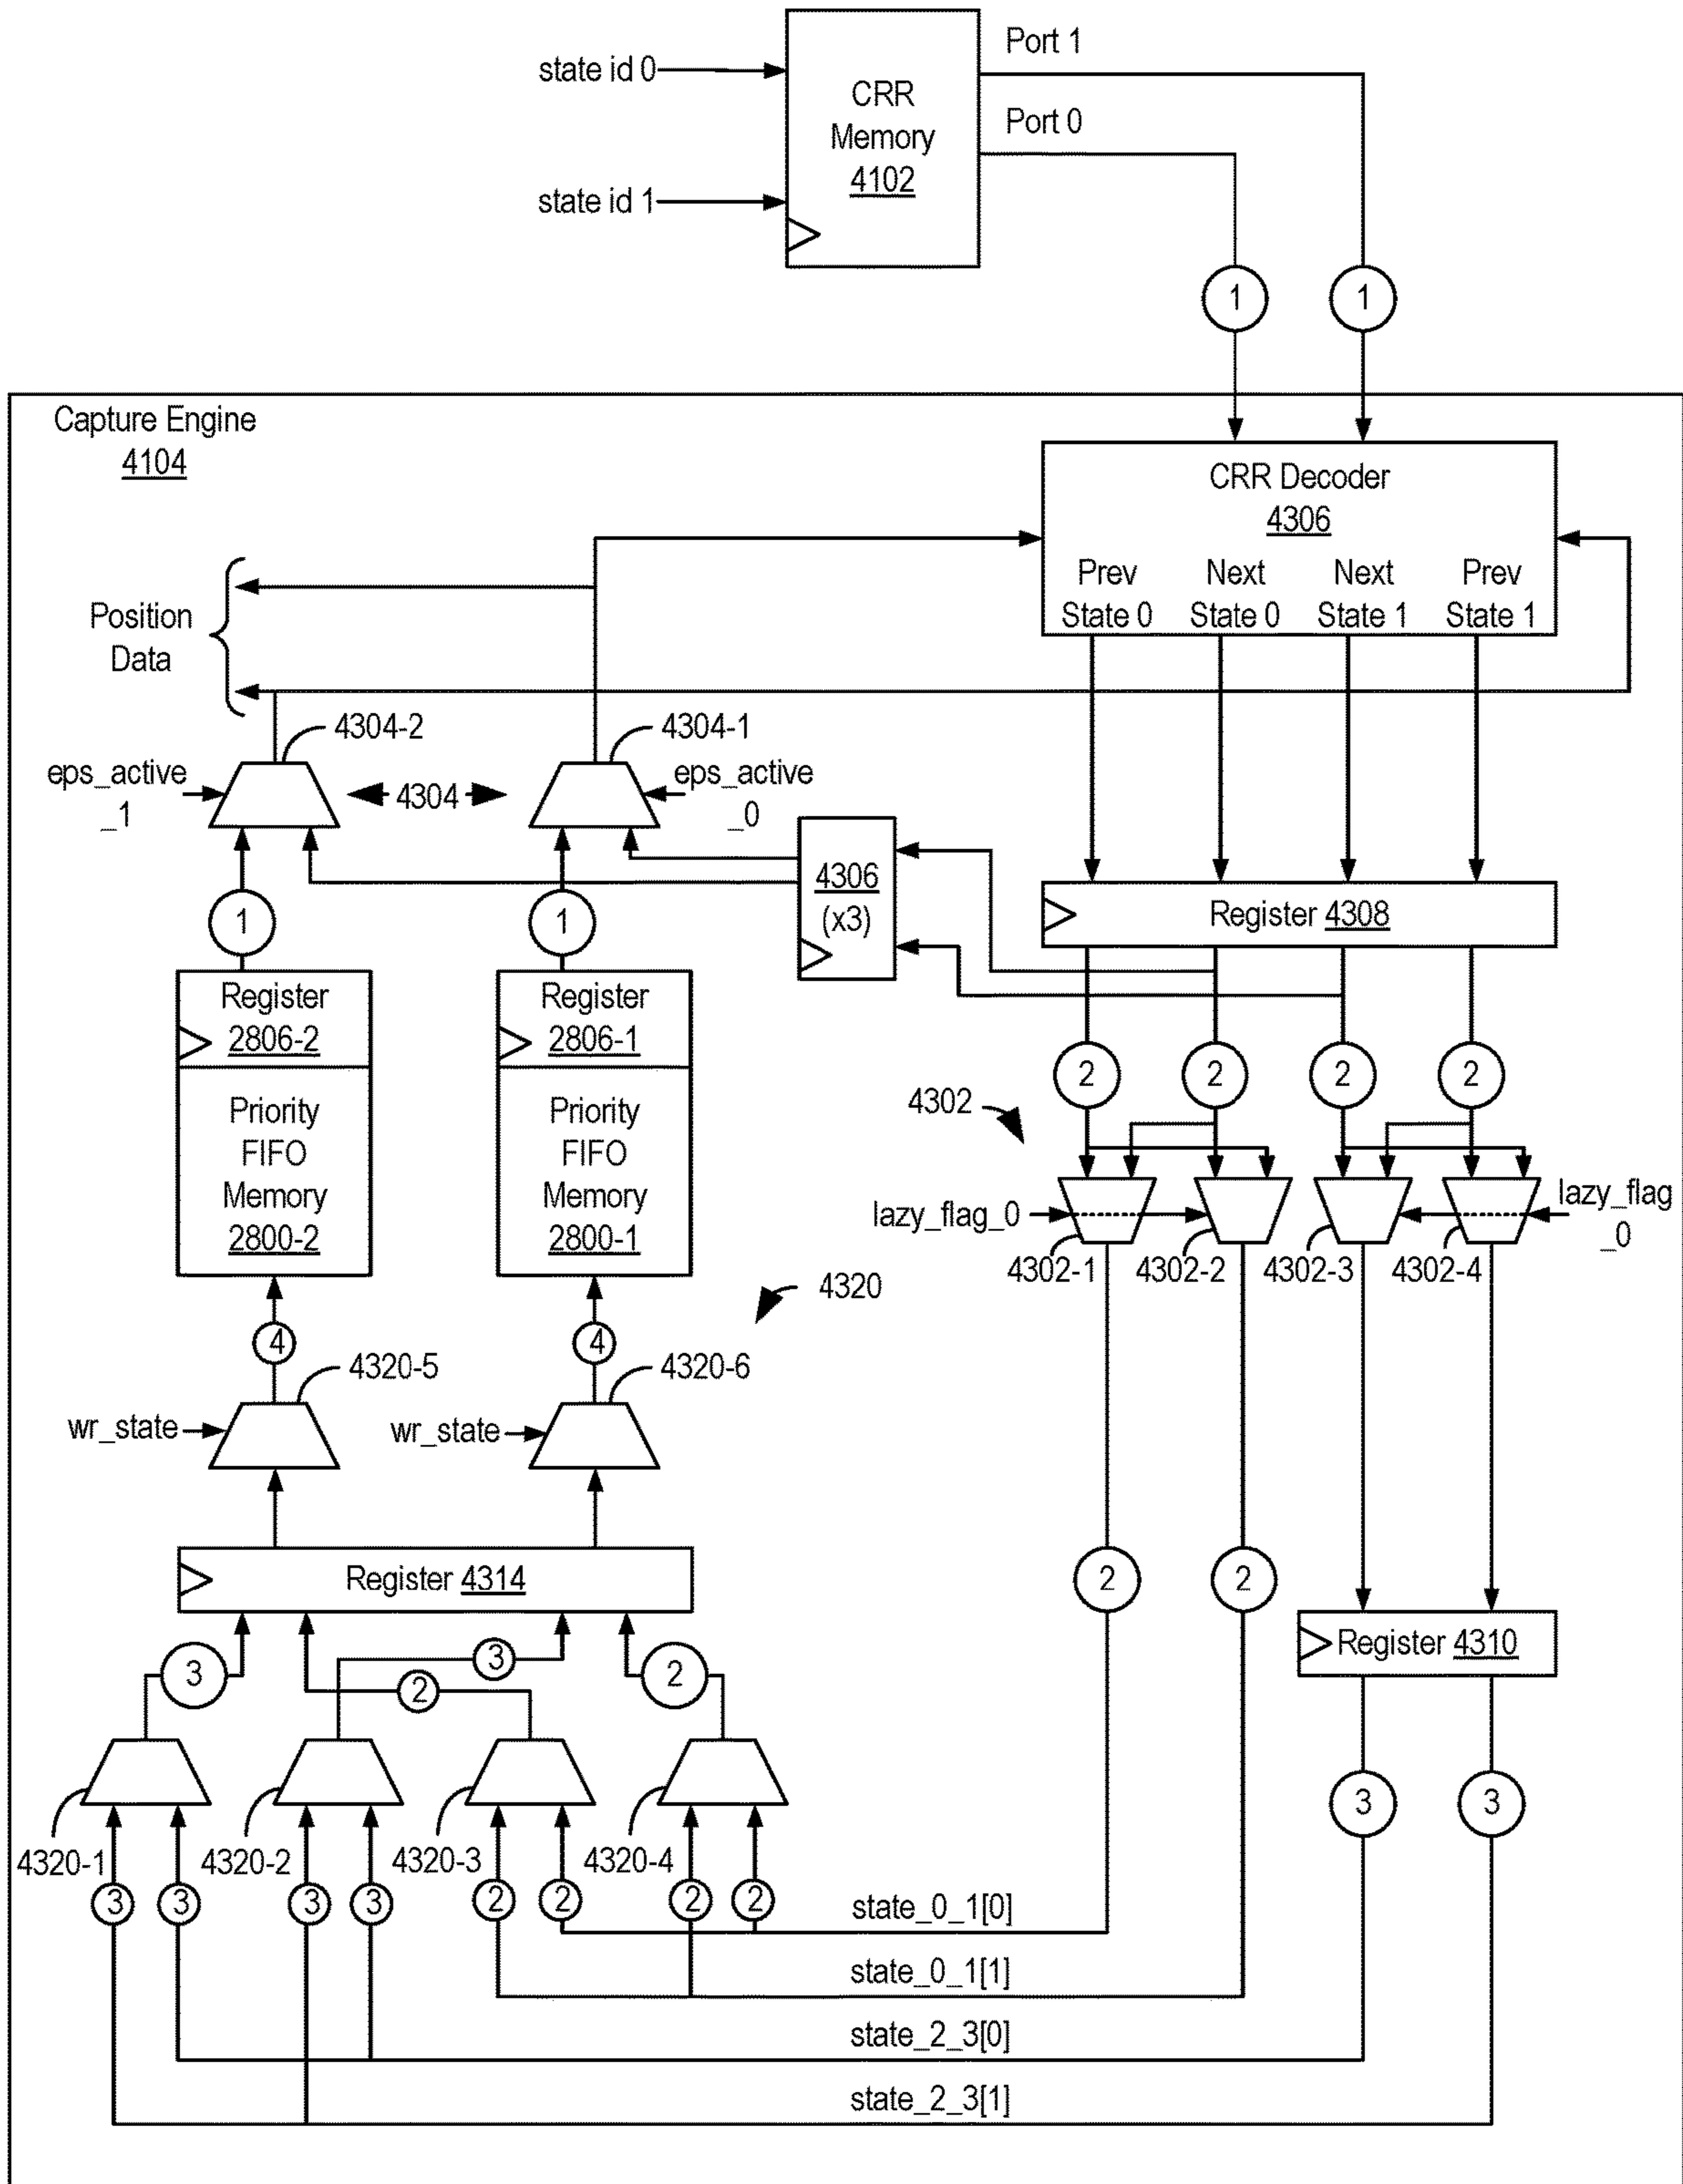 Port 1
state id 0
CRR
Memory
4102
Port 0
state id 1
1
1
Capture Engine
4104
CRR Decoder
4306
Prev
State 0
Next
State 0
Next
State 1
Prev
State 1
Position
Data
4304-2
4304-1
eps_active
_1
4304
eps_active
_0
4306
(x3)
Register 4308
1
1
Register
2806-2
Register
2806-1
2
2
2
2
Priority
FIFO
Memory
2800-2
Priority
FIFO
Memory
2800-1
4302
lazy_flag_0
lazy_flag
_0
4302-1
4302-2
4302-3
4302-4
4320
4
4
4320-5
4320-6
wr_state
wr_state
Register 4314
2
2
Register 4310
3
3
2
2
3
3
4320-1
4320-2
4320-3
4320-4
3
3
3
3
2
2
2
2
state_0_1[0]
state_0_1[1]
state_2_3[0]
state_2_3[1]